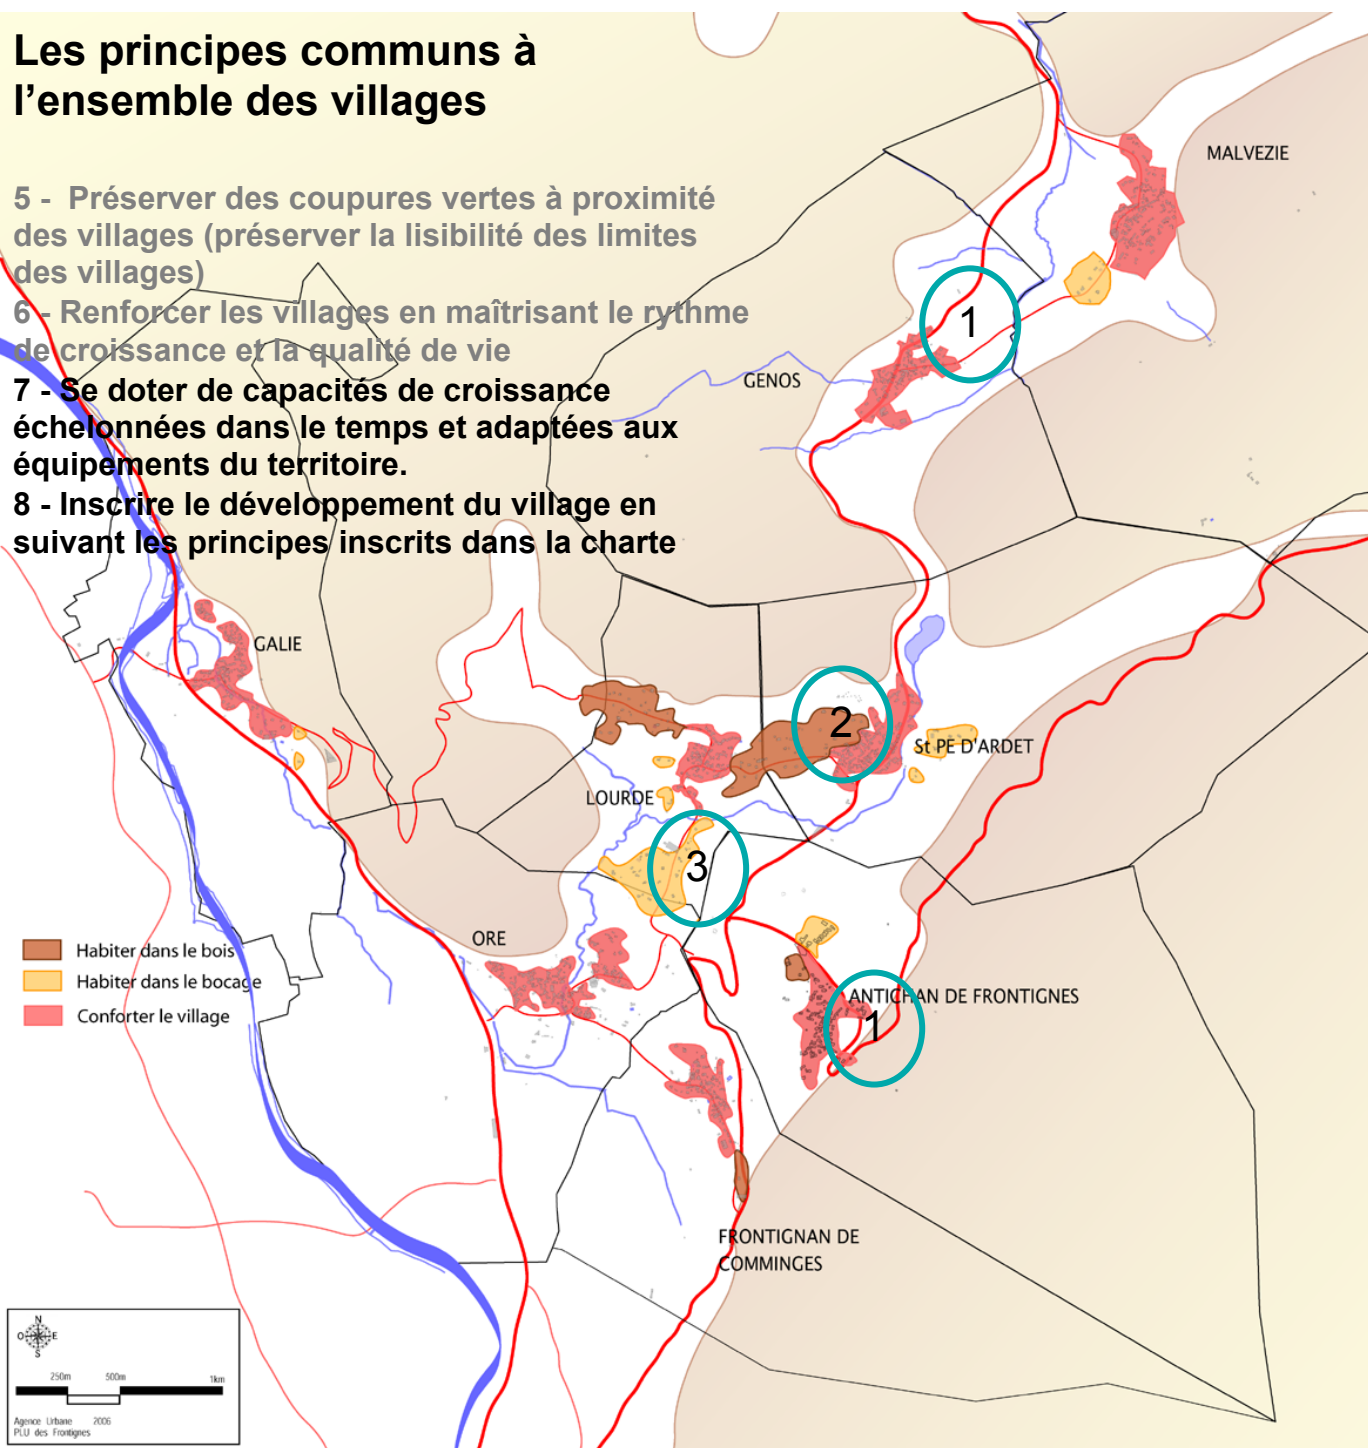 Les principes communs à
l'ensemble des villages
5 - Préserver des coupures vertes à proximité
des villages (préserver la lisibilité des limites
des villages)
6 - Renforcer les villages en maîtrisant le rythme
de croissance et la qualité de vie
7 - Se doter de capacités de croissance
échelonnées dans le temps et adaptées aux
équipements du territoire.
8 - Inscrire le développement du village en
suivant les principes inscrits dans la charte
MALVEZIE
1
GENOS
GALIE
2
St PE D'ARDET
LOURDE
3
ORE
Habiter dans le bois
Habiter dans le bocage
Conforter le village
ANTICHAN DE FRONTIGNES
1
FRONTIGNAN DE
COMMINGES
N
O E
S
250m 500m 1km
Agence Urbane 2006
PLU des Frontignes